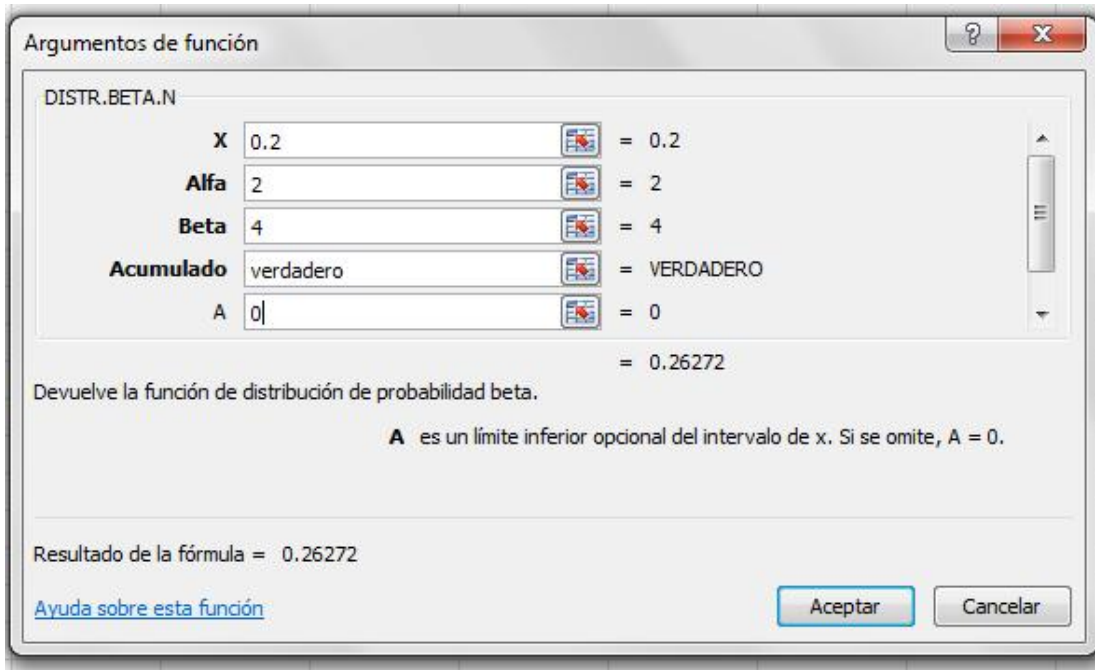 Argumentos de función
DISTR.BETA.N
X 0.2 = 0.2
Alfa 2 = 2
Beta 4 = 4
Acumulado verdadero = VERDADERO
A 0 = 0
= 0.26272
Devuelve la función de distribución de probabilidad beta.
A es un límite inferior opcional del intervalo de x. Si se omite, A = 0.
Resultado de la fórmula = 0.26272
Ayuda sobre esta función
Aceptar
Cancelar